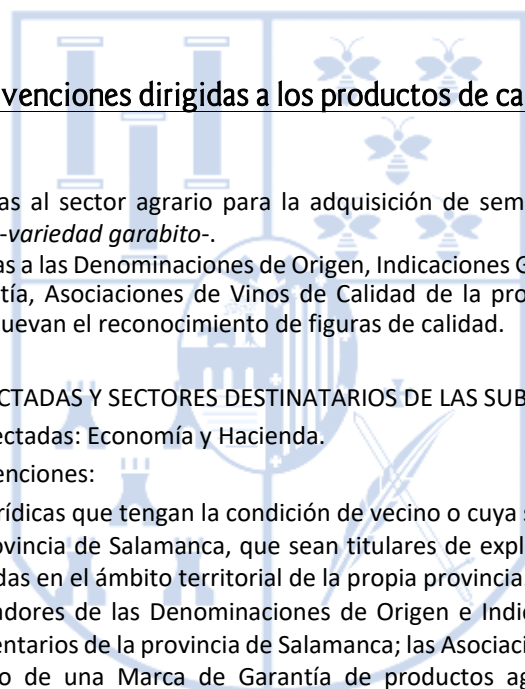 venciones dirigidas a los productos de ca
as al sector agrario para la adquisición de sem
-variedad garabito-.
as a las Denominaciones de Origen, Indicaciones G
tía, Asociaciones de Vinos de Calidad de la pro
uevan el reconocimiento de figuras de calidad.
CTADAS Y SECTORES DESTINATARIOS DE LAS SUB
ectadas: Economía y Hacienda.
enciones:
rídicas que tengan la condición de vecino o cuya s
ovincia de Salamanca, que sean titulares de expl
das en el ámbito territorial de la propia provincia.
adores de las Denominaciones de Origen e Indic
entarios de la provincia de Salamanca; las Asociaci
o de una Marca de Garantía de productos ag